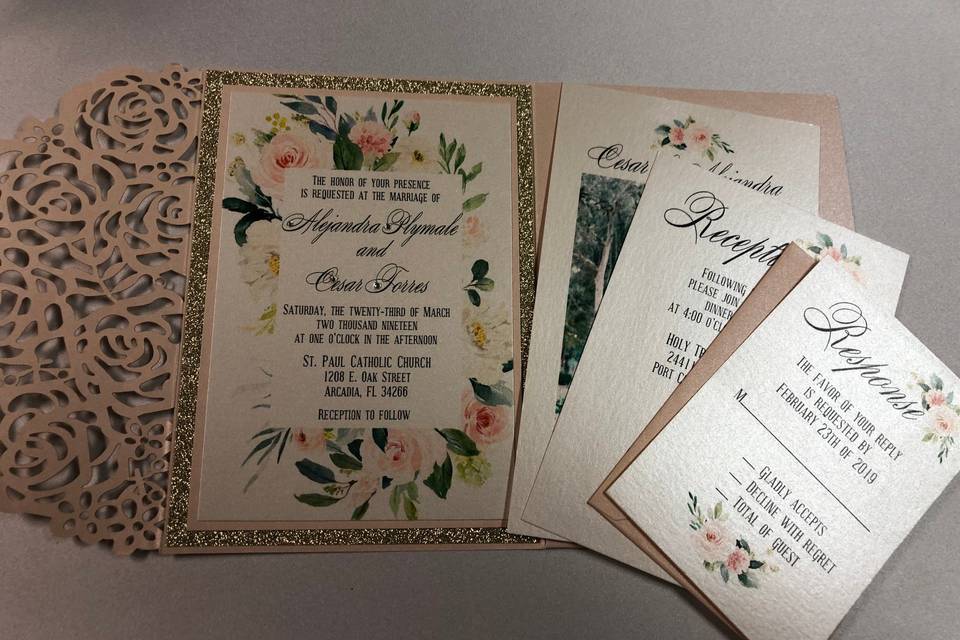 The honor of your presence
is requested at the marriage of
Alejandra Plymale
and
Cesar Torres
Saturday, the twenty-third of March
two thousand nineteen
at one o'clock in the afternoon
St. Paul Catholic Church
1208 E. Oak Street
Arcadia, FL 34266
Reception to follow
Cesar
Alejandra
Following
please join
at 4:00 o'cl
Holy
2441
Port
Response
The favor of your reply
is requested by
February 23th of 2019
M
Gladly accepts
Decline with regret
Total of guest